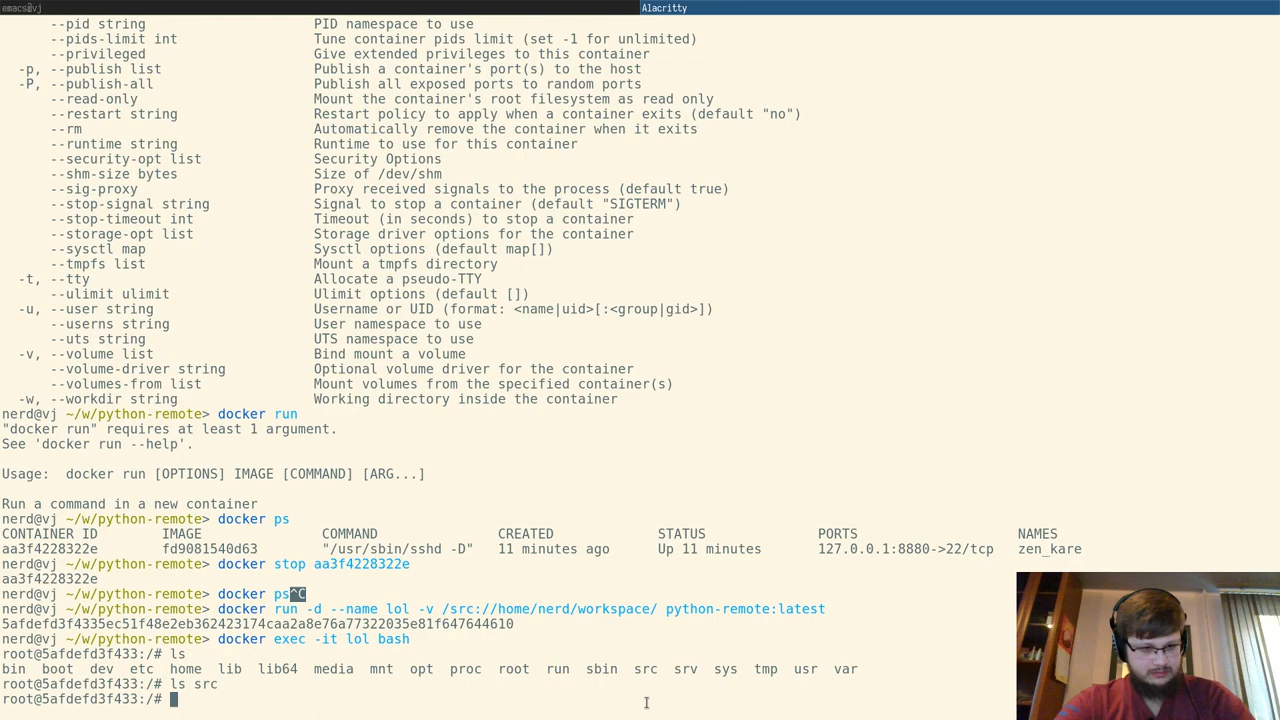 emacs@vj
Alacritty
--pid string PID namespace to use
--pids-limit int Tune container pids limit (set -1 for unlimited)
--privileged Give extended privileges to this container
-p, --publish list Publish a container's port(s) to the host
-P, --publish-all Publish all exposed ports to random ports
--read-only Mount the container's root filesystem as read only
--restart string Restart policy to apply when a container exits (default "no")
--rm Automatically remove the container when it exits
--runtime string Runtime to use for this container
--security-opt list Security Options
--shm-size bytes Size of /dev/shm
--sig-proxy Proxy received signals to the process (default true)
--stop-signal string Signal to stop a container (default "SIGTERM")
--stop-timeout int Timeout (in seconds) to stop a container
--storage-opt list Storage driver options for the container
--sysctl map Sysctl options (default map[])
--tmpfs list Mount a tmpfs directory
-t, --tty Allocate a pseudo-TTY
--ulimit ulimit Ulimit options (default [])
-u, --user string Username or UID (format: <name|uid>[:<group|gid>])
--userns string User namespace to use
--uts string UTS namespace to use
-v, --volume list Bind mount a volume
--volume-driver string Optional volume driver for the container
--volumes-from list Mount volumes from the specified container(s)
-w, --workdir string Working directory inside the container
nerd@vj ~/w/python-remote> docker run
"docker run" requires at least 1 argument.
See 'docker run --help'.
Usage: docker run [OPTIONS] IMAGE [COMMAND] [ARG...]
Run a command in a new container
nerd@vj ~/w/python-remote> docker ps
CONTAINER ID IMAGE COMMAND CREATED STATUS PORTS NAMES
aa3f4228322e fd9081540d63 "/usr/sbin/sshd -D" 11 minutes ago Up 11 minutes 127.0.0.1:8880->22/tcp zen_kare
nerd@vj ~/w/python-remote> docker stop aa3f4228322e
aa3f4228322e
nerd@vj ~/w/python-remote> docker ps^C
nerd@vj ~/w/python-remote> docker run -d --name lol -v /src://home/nerd/workspace/ python-remote:latest
5afdefd3f4335ec51f48e2eb362423174caa2a8e76a77322035e81f647644610
nerd@vj ~/w/python-remote> docker exec -it lol bash
root@5afdefd3f433:/# ls
bin boot dev etc home lib lib64 media mnt opt proc root run sbin src srv sys tmp usr var
root@5afdefd3f433:/# ls src
root@5afdefd3f433:/#